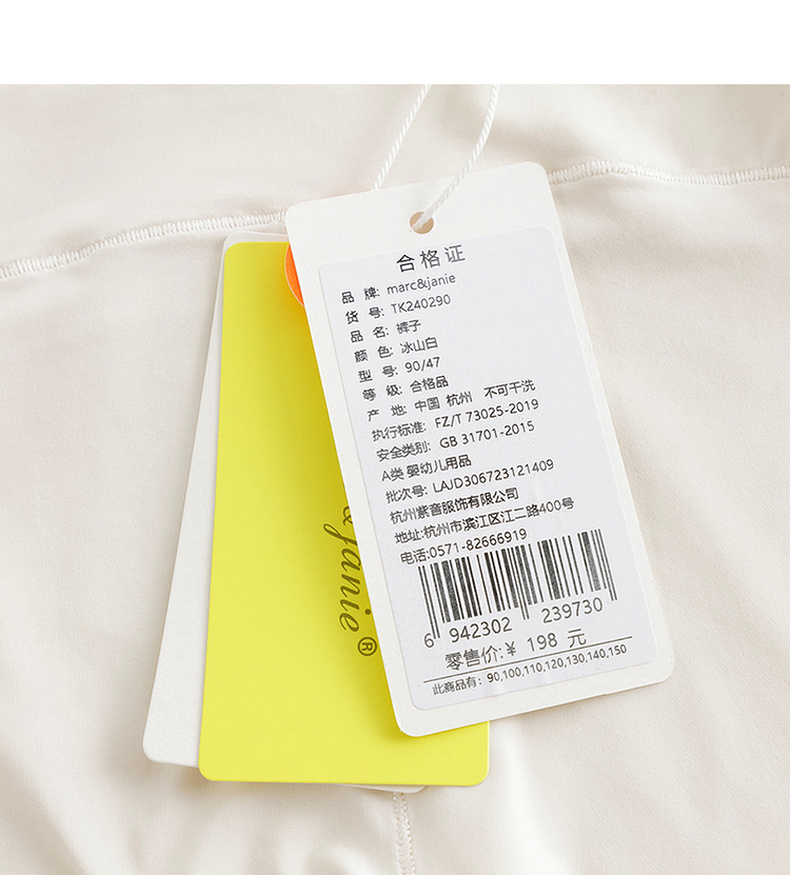 合格证
品 牌: marc&janie
货 号: TK240290
品 名: 裤子
颜 色: 冰山白
型 号: 90/47
等 级: 合格品
产 地: 中国 杭州 不可干洗
执行标准: FZ/T 73025-2019
安全类别: GB 31701-2015
A类 婴幼儿用品
批次号: LAJD306723121409
杭州紫音服饰有限公司
地址:杭州市滨江区江二路400号
电话:0571-82666919
6 942302 239730
零售价:¥ 198 元
此商品有: 90,100,110,120,130,140,150
&janie®